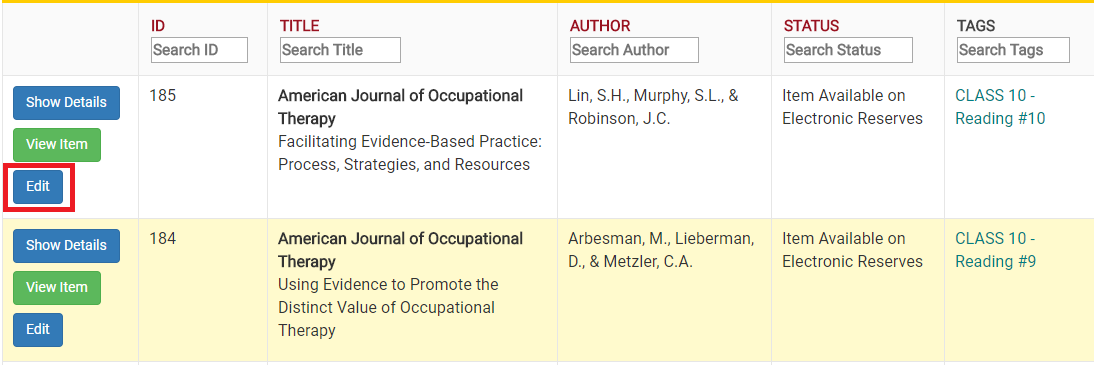 ID TITLE AUTHOR STATUS TAGS
Search ID Search Title Search Author Search Status Search Tags
Show Details
View Item
Edit
185
American Journal of Occupational
Therapy
Facilitating Evidence-Based Practice:
Process, Strategies, and Resources
Lin, S.H., Murphy, S.L., &
Robinson, J.C.
Item Available on
Electronic Reserves
CLASS 10 -
Reading #10
Show Details
View Item
Edit
184
American Journal of Occupational
Therapy
Using Evidence to Promote the
Distinct Value of Occupational
Therapy
Arbesman, M., Lieberman,
D., & Metzler, C.A.
Item Available on
Electronic Reserves
CLASS 10 -
Reading #9